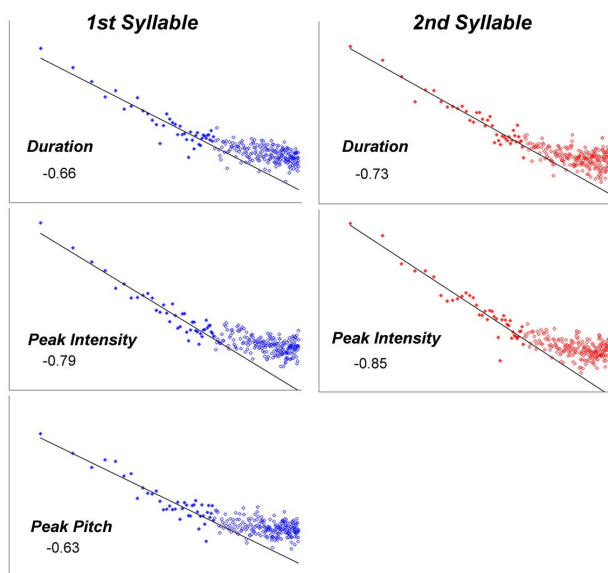 1st Syllable
2nd Syllable
Duration
-0.66
Duration
-0.73
Peak Intensity
-0.79
Peak Intensity
-0.85
Peak Pitch
-0.63